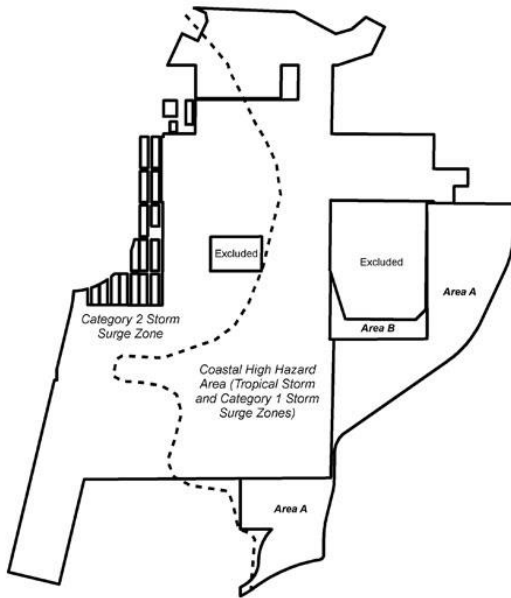 Excluded
Excluded
Area A
Category 2 Storm
Surge Zone
Area B
Coastal High Hazard
Area (Tropical Storm
and Category 1 Storm
Surge Zones)
Area A